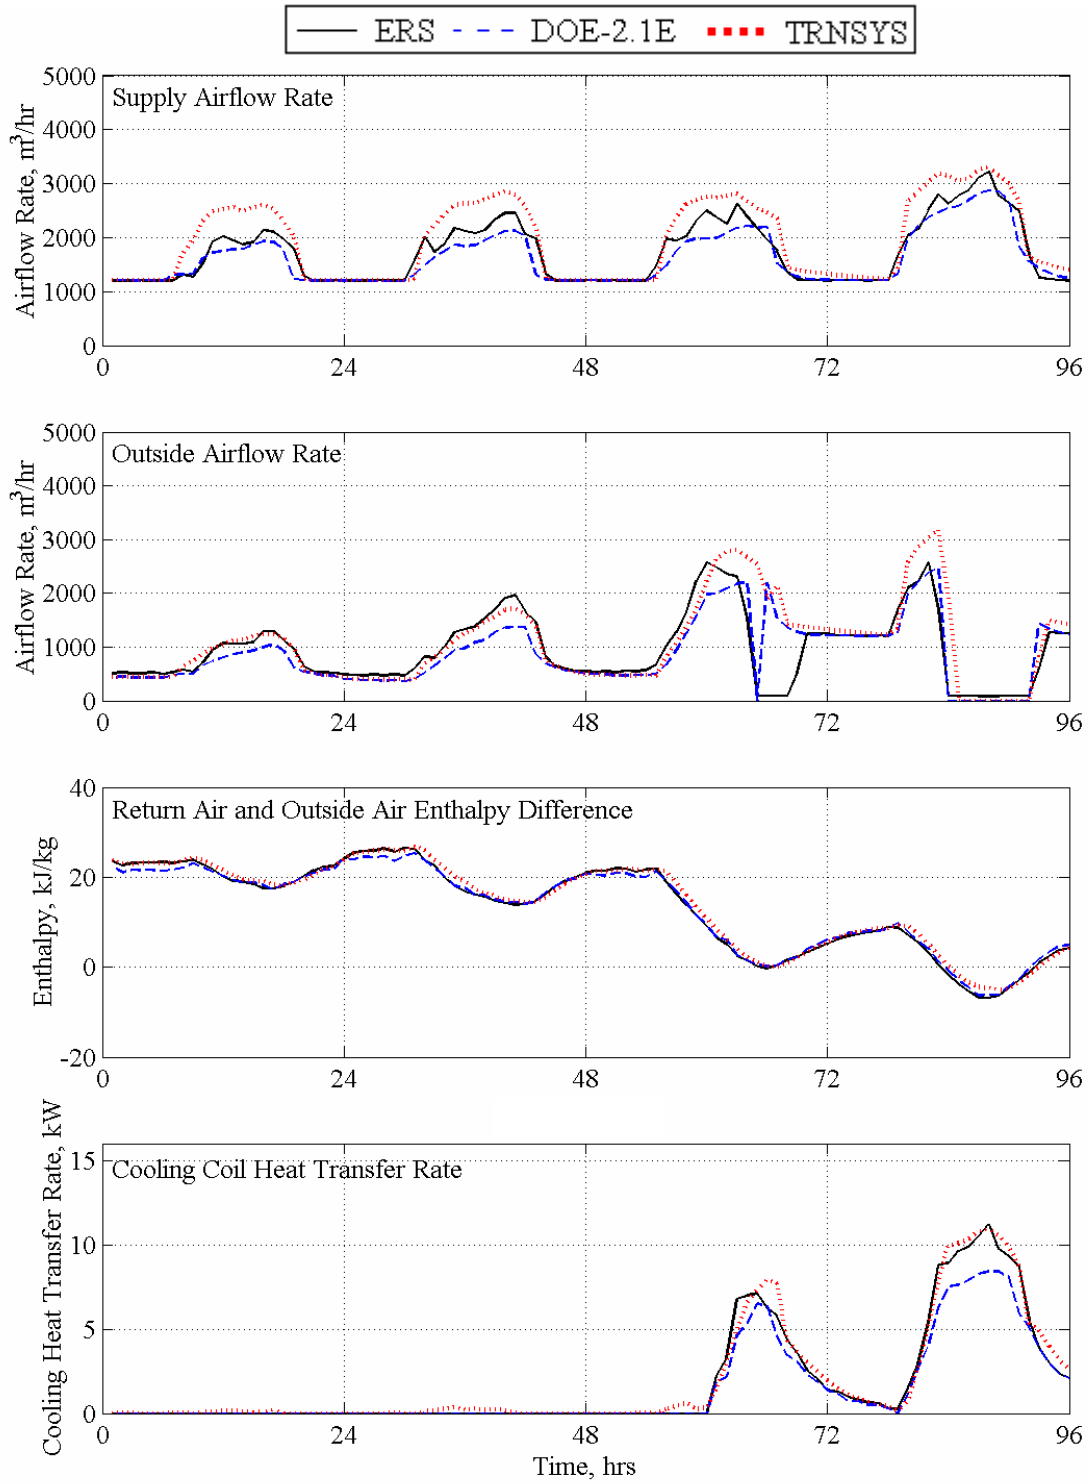 ERS DOE-2.1E TRNSYS
Supply Airflow Rate
Airflow Rate, m³/hr
5000
4000
3000
2000
1000
0
0 24 48 72 96
Outside Airflow Rate
Airflow Rate, m³/hr
5000
4000
3000
2000
1000
0
0 24 48 72 96
Return Air and Outside Air Enthalpy Difference
Enthalpy, kJ/kg
40
20
0
-20
0 24 48 72 96
Cooling Coil Heat Transfer Rate
Cooling Heat Transfer Rate, kW
15
10
5
0
0 24 48 72 96
Time, hrs